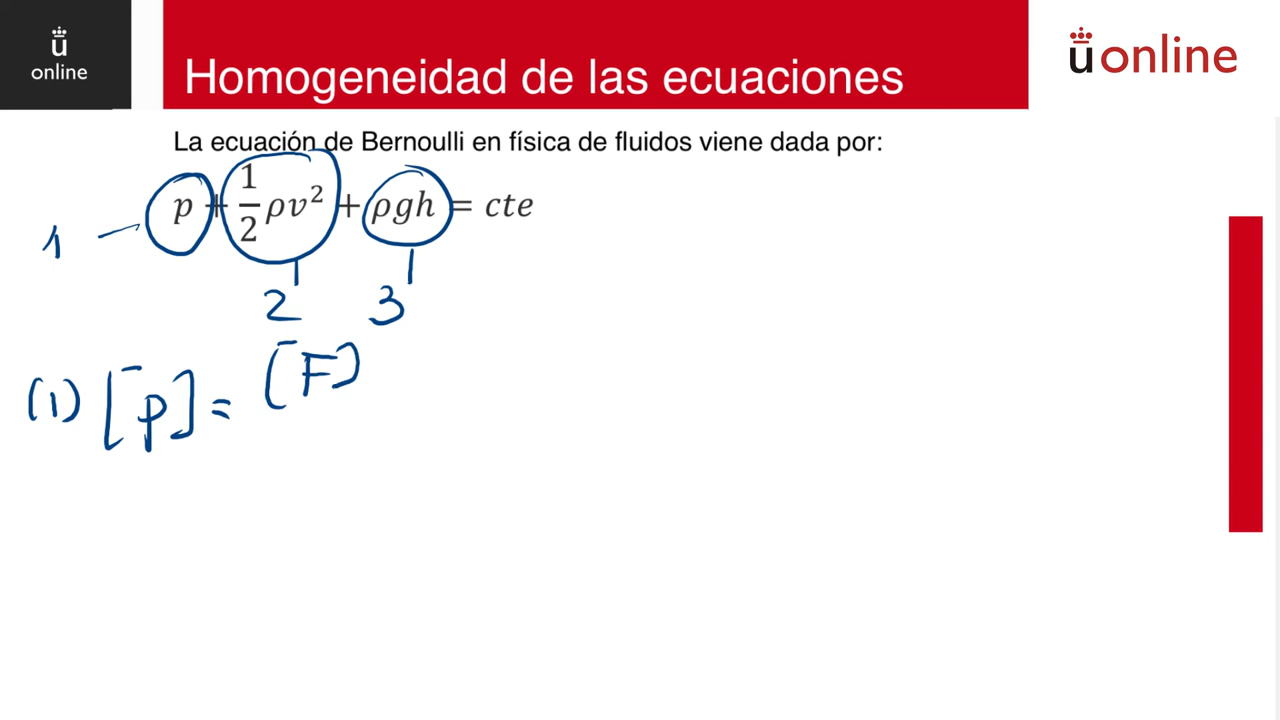 ü
online
Homogeneidad de las ecuaciones
ü online
La ecuación de Bernoulli en física de fluidos viene dada por:
p + 1/2 ρv² + ρgh = cte
1
2 3
(1) [p] = [F]